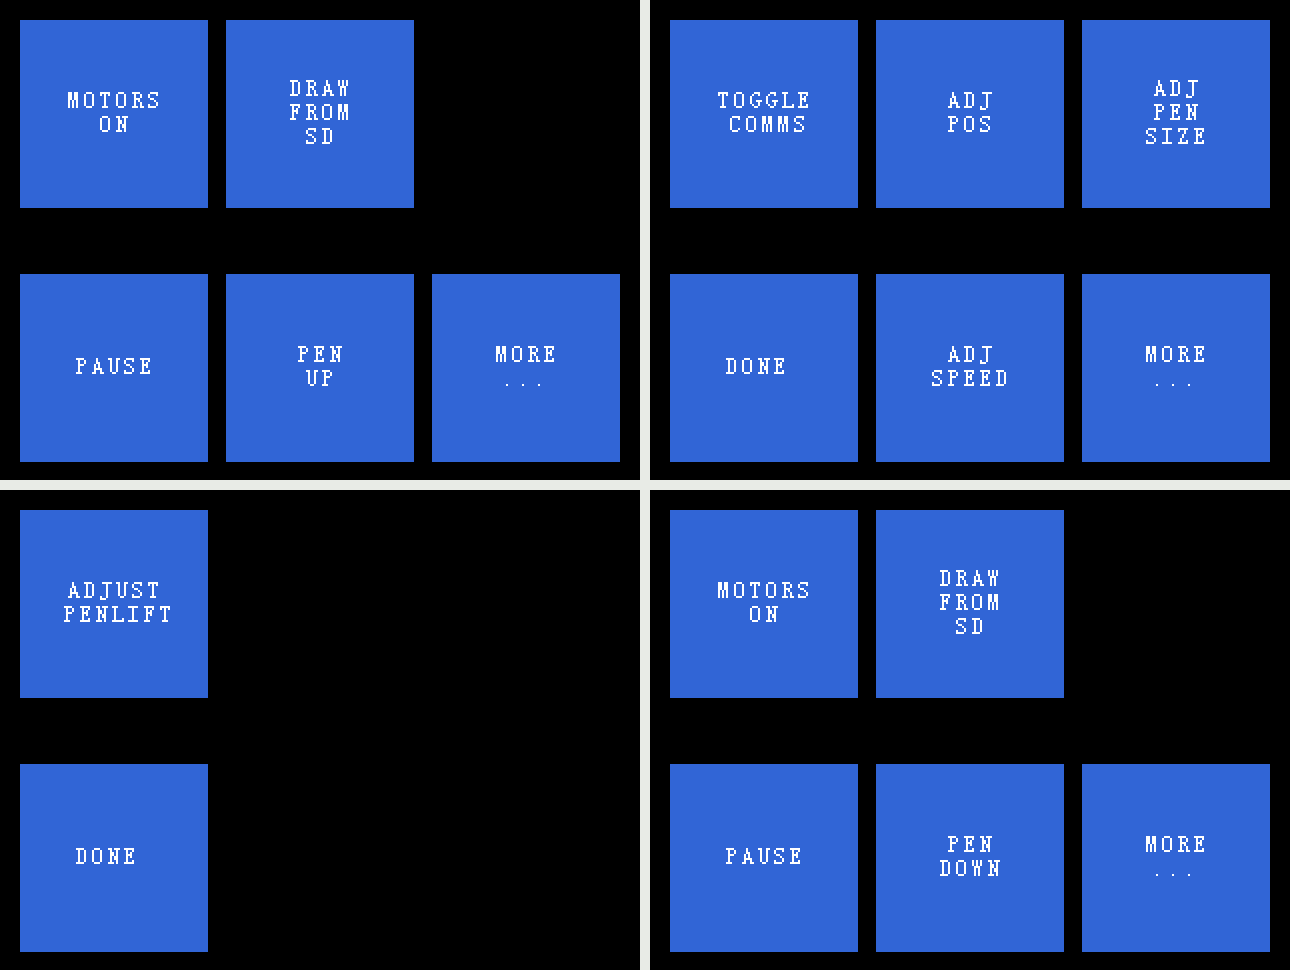 MOTORS
ON
DRAW
FROM
SD
PAUSE
PEN
UP
MORE
...
TOGGLE
COMMS
ADJ
POS
ADJ
PEN
SIZE
DONE
ADJ
SPEED
MORE
...
ADJUST
PENLIFT
DONE
MOTORS
ON
DRAW
FROM
SD
PAUSE
PEN
DOWN
MORE
...